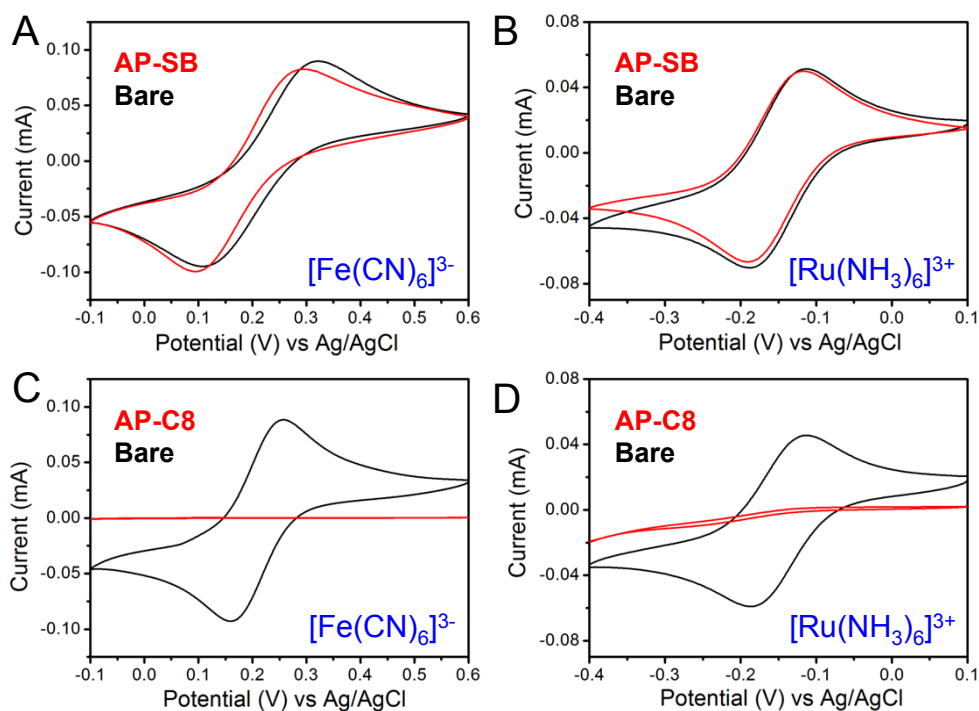 A
AP-SB
Bare
[Fe(CN)6]3-
0.10
0.05
0.00
-0.05
-0.10
Current (mA)
-0.1 0.0 0.1 0.2 0.3 0.4 0.5 0.6
Potential (V) vs Ag/AgCl
B
AP-SB
Bare
[Ru(NH3)6]3+
0.08
0.04
0.00
-0.04
-0.08
Current (mA)
-0.4 -0.3 -0.2 -0.1 0.0 0.1
Potential (V) vs Ag/AgCl
C
AP-C8
Bare
[Fe(CN)6]3-
0.10
0.05
0.00
-0.05
-0.10
Current (mA)
-0.1 0.0 0.1 0.2 0.3 0.4 0.5 0.6
Potential (V) vs Ag/AgCl
D
AP-C8
Bare
[Ru(NH3)6]3+
0.08
0.04
0.00
-0.04
-0.08
Current (mA)
-0.4 -0.3 -0.2 -0.1 0.0 0.1
Potential (V) vs Ag/AgCl